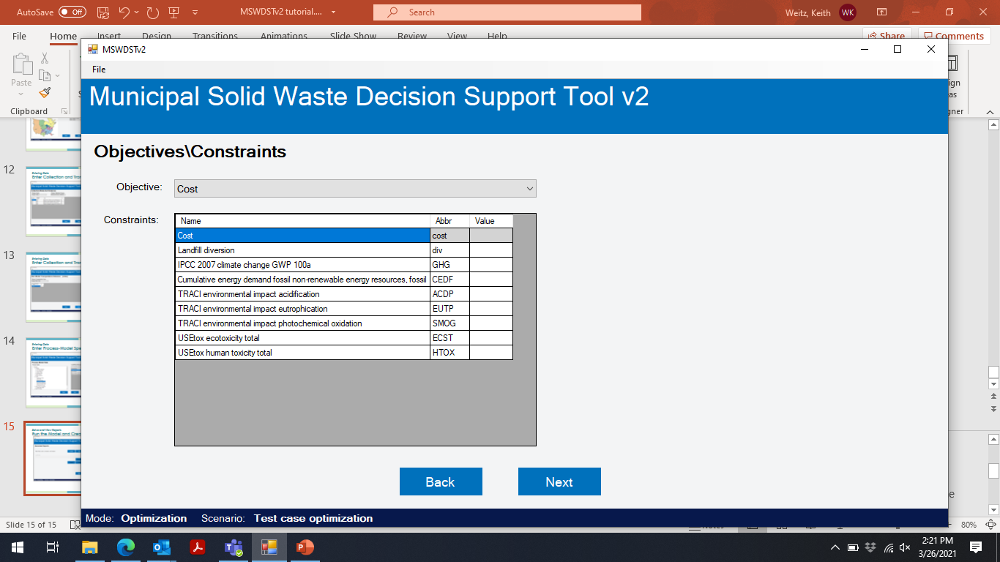 AutoSave Off MSWDSTv2 tutorial.... Search Weitz, Keith WK
File Home Insert Design Transitions Animations Slide Show Review View Help Share Comments
MSWDSTv2
File
Paste
Clipboard
Municipal Solid Waste Decision Support Tool v2
Objectives\Constraints
Objective: Cost
Constraints: Name Abbr Value
Cost cost
Landfill diversion div
IPCC 2007 climate change GWP 100a GHG
Cumulative energy demand fossil non-renewable energy resources, fossil CEDF
TRACI environmental impact acidification ACDP
TRACI environmental impact eutrophication EUTP
TRACI environmental impact photochemical oxidation SMOG
USEtox ecotoxicity total ECST
USEtox human toxicity total HTOX
Back Next
Mode: Optimization Scenario: Test case optimization
12
13
14
15
Slide 15 of 15 80%
2:21 PM
3/26/2021